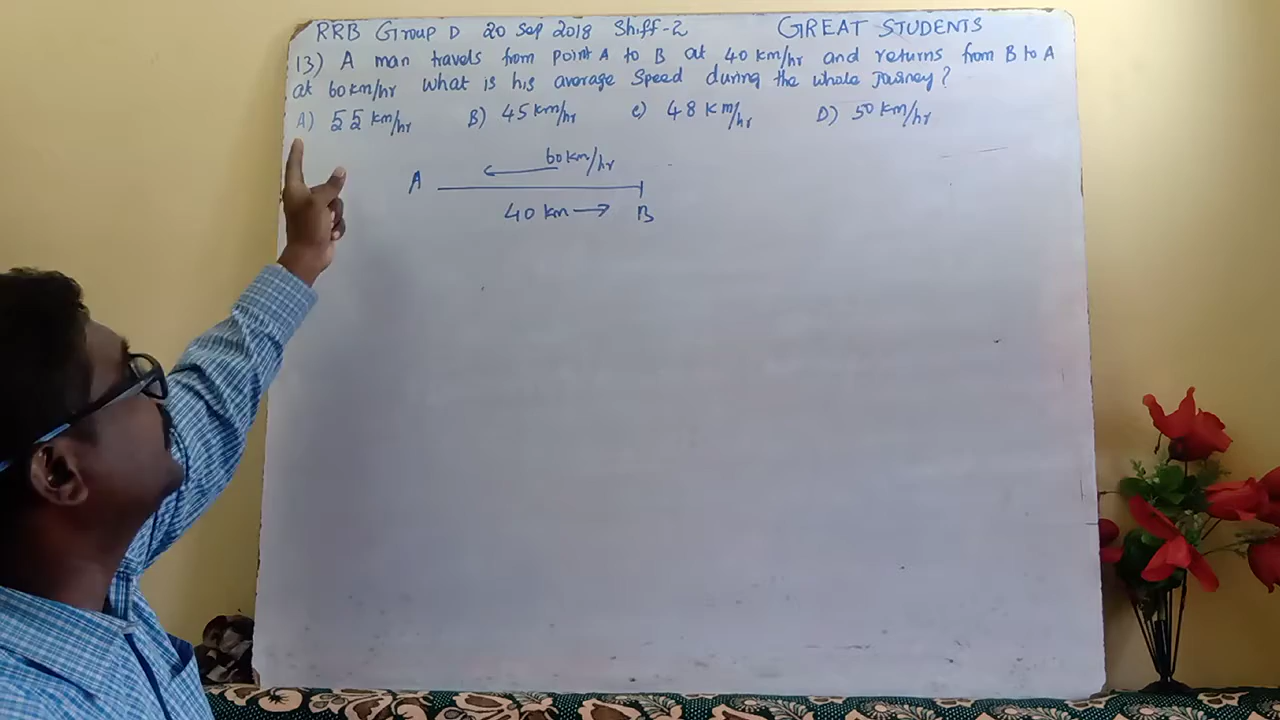 RRB Group D 20 Sep 2018 Shiff-2 GREAT STUDENTS
13) A man travels from point A to B at 40 km/hr and returns from B to A
at 60 km/hr what is his average Speed during the whole Journey?
A) 55 km/hr B) 45 km/hr C) 48 Km/hr D) 50 km/hr
60 km/hr
A
40 km B